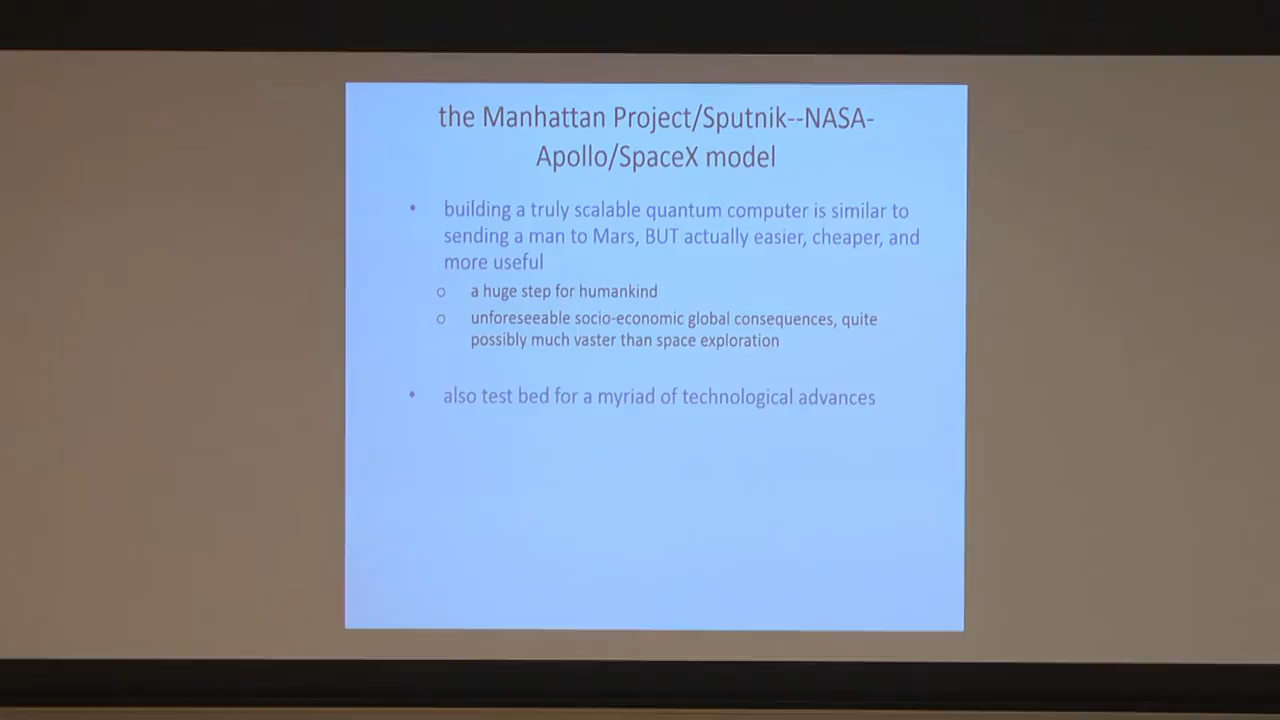 the Manhattan Project/Sputnik--NASA-
Apollo/SpaceX model
• building a truly scalable quantum computer is similar to
sending a man to Mars, BUT actually easier, cheaper, and
more useful
o a huge step for humankind
o unforeseeable socio-economic global consequences, quite
possibly much vaster than space exploration
• also test bed for a myriad of technological advances